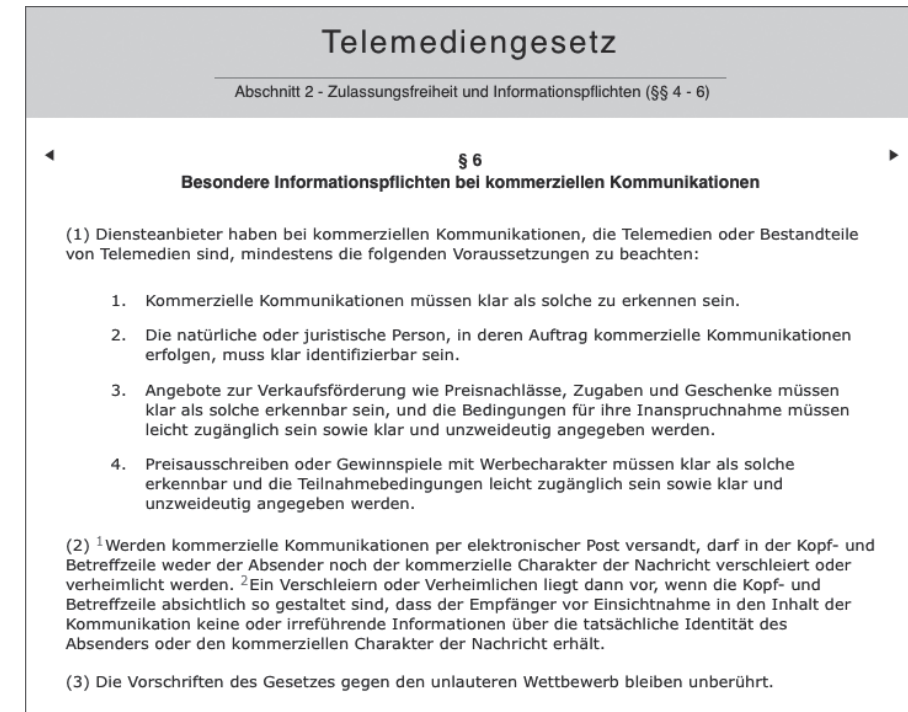 Telemediengesetz
Abschnitt 2 - Zulassungsfreiheit und Informationspflichten (§§ 4 - 6)
§ 6
Besondere Informationspflichten bei kommerziellen Kommunikationen
(1) Diensteanbieter haben bei kommerziellen Kommunikationen, die Telemedien oder Bestandteile
von Telemedien sind, mindestens die folgenden Voraussetzungen zu beachten:
1. Kommerzielle Kommunikationen müssen klar als solche zu erkennen sein.
2. Die natürliche oder juristische Person, in deren Auftrag kommerzielle Kommunikationen
erfolgen, muss klar identifizierbar sein.
3. Angebote zur Verkaufsförderung wie Preisnachlässe, Zugaben und Geschenke müssen
klar als solche erkennbar sein, und die Bedingungen für ihre Inanspruchnahme müssen
leicht zugänglich sein sowie klar und unzweideutig angegeben werden.
4. Preisausschreiben oder Gewinnspiele mit Werbecharakter müssen klar als solche
erkennbar und die Teilnahmebedingungen leicht zugänglich sein sowie klar und
unzweideutig angegeben werden.
(2) ¹Werden kommerzielle Kommunikationen per elektronischer Post versandt, darf in der Kopf- und
Betreffzeile weder der Absender noch der kommerzielle Charakter der Nachricht verschleiert oder
verheimlicht werden. ²Ein Verschleiern oder Verheimlichen liegt dann vor, wenn die Kopf- und
Betreffzeile absichtlich so gestaltet sind, dass der Empfänger vor Einsichtnahme in den Inhalt der
Kommunikation keine oder irreführende Informationen über die tatsächliche Identität des
Absenders oder den kommerziellen Charakter der Nachricht erhält.
(3) Die Vorschriften des Gesetzes gegen den unlauteren Wettbewerb bleiben unberührt.